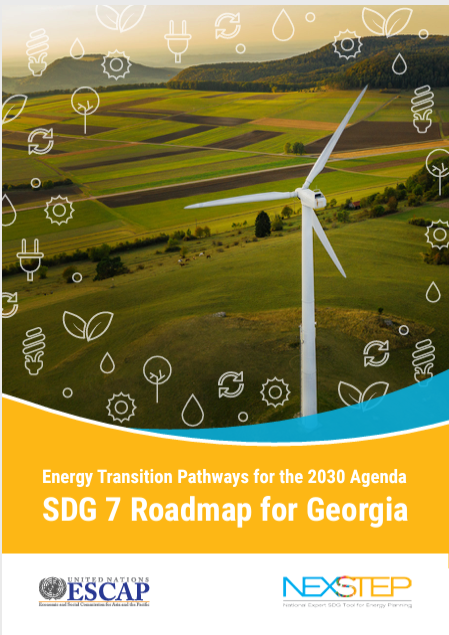 Energy Transition Pathways for the 2030 Agenda
SDG 7 Roadmap for Georgia
UNITED NATIONS
ESCAP
Economic and Social Commission for Asia and the Pacific
NEXSTEP
National Expert SDG Tool for Energy Planning